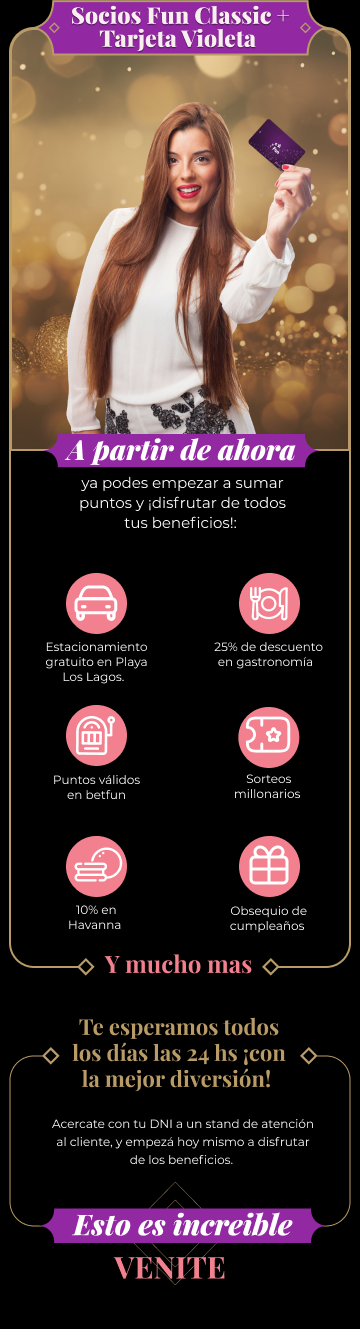 Socios Fun Classic +
Tarjeta Violeta
Fun
A partir de ahora
ya podes empezar a sumar
puntos y ¡disfrutar de todos
tus beneficios!:
Estacionamiento
gratuito en Playa
Los Lagos.
25% de descuento
en gastronomía
Puntos válidos
en betfun
Sorteos
millonarios
10% en
Havanna
Obsequio de
cumpleaños
Y mucho mas
Te esperamos todos
los días las 24 hs ¡con
la mejor diversión!
Acercate con tu DNI a un stand de atención
al cliente, y empezá hoy mismo a disfrutar
de los beneficios.
Esto es increible
VENITE